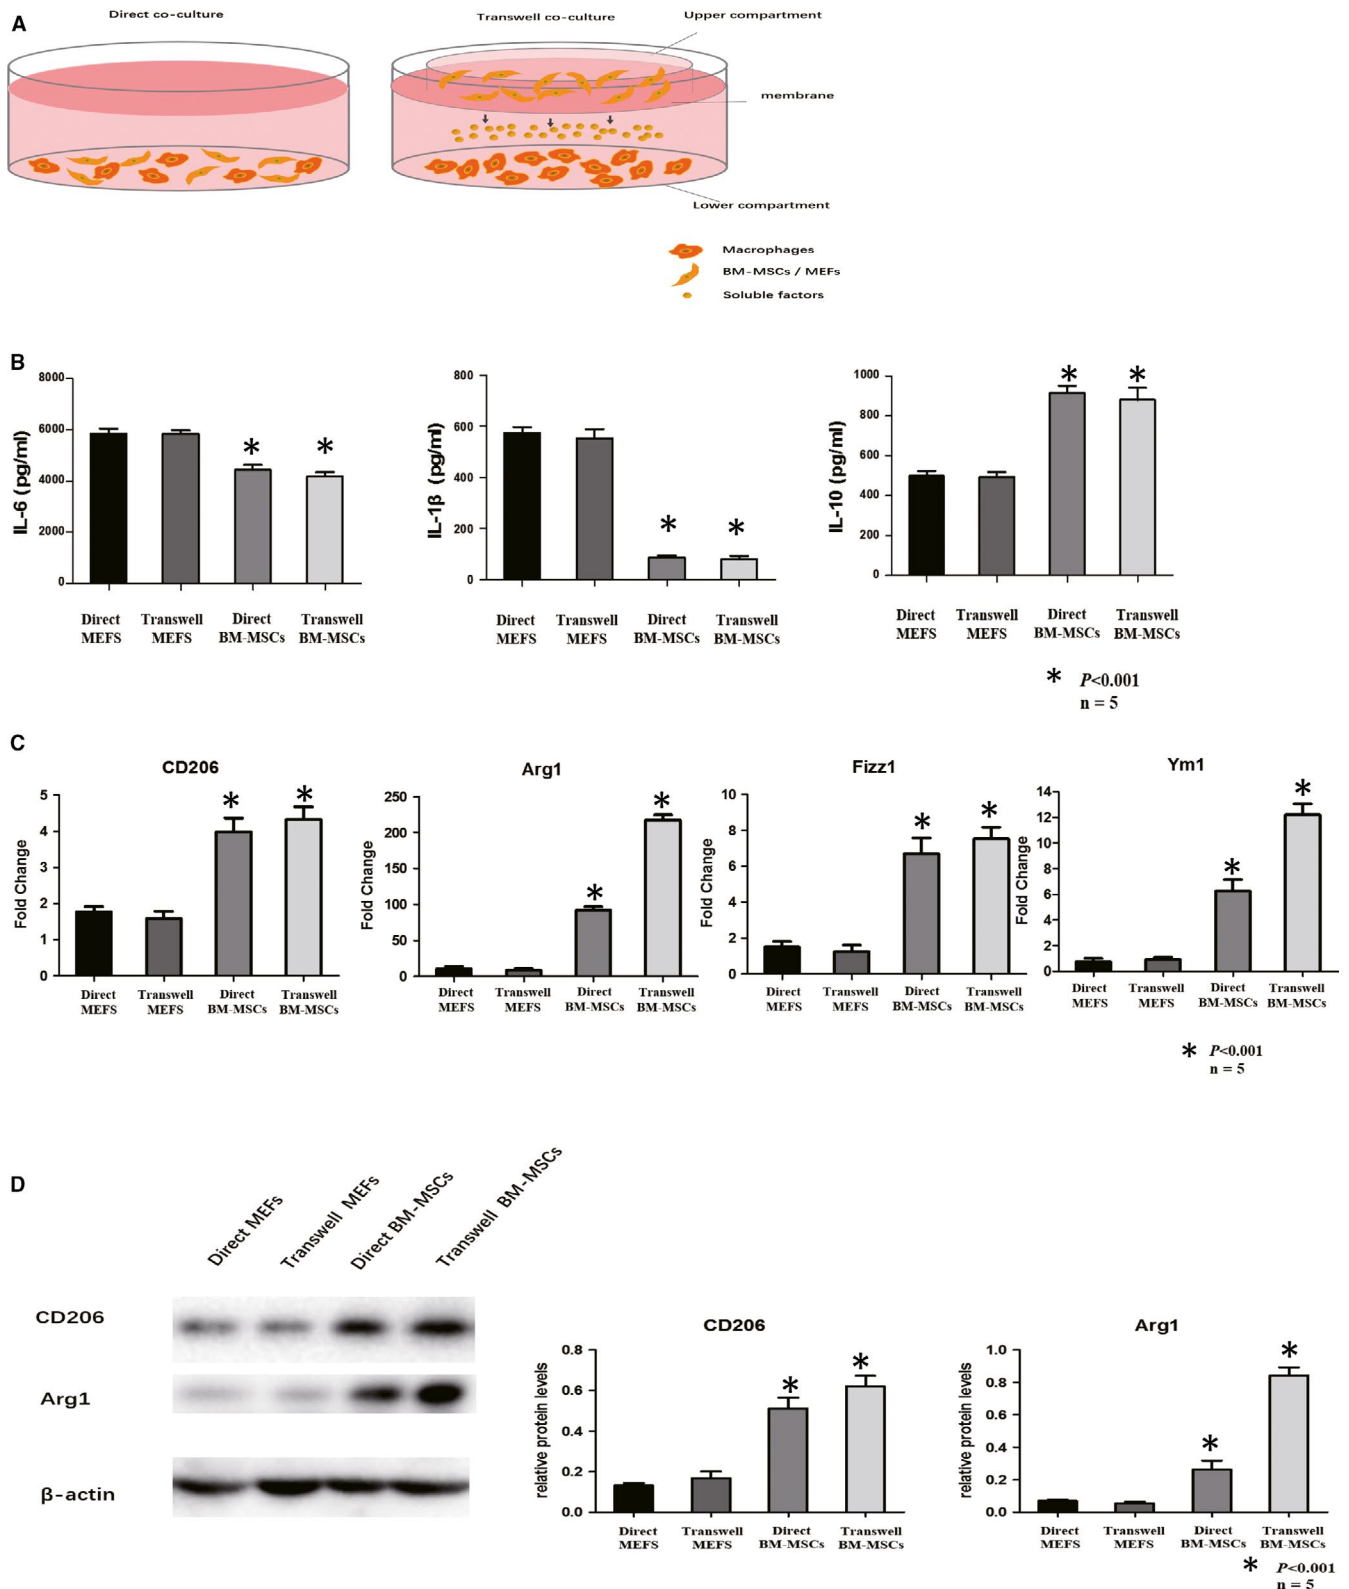 A
Direct co-culture
Transwell co-culture
Upper compartment
membrane
Lower compartment
Macrophages
BM-MSCs / MEFs
Soluble factors
B
IL-6 (pg/ml)
8000
6000
4000
2000
0
*
*
Direct MEFS
Transwell MEFS
Direct BM-MSCs
Transwell BM-MSCs
IL-1β (pg/ml)
800
600
400
200
0
*
*
Direct MEFS
Transwell MEFS
Direct BM-MSCs
Transwell BM-MSCs
IL-10 (pg/ml)
1000
800
600
400
200
0
*
*
Direct MEFS
Transwell MEFS
Direct BM-MSCs
Transwell BM-MSCs
* P<0.001
n = 5
C
CD206
Fold Change
5
4
3
2
1
0
*
*
Direct MEFS
Transwell MEFS
Direct BM-MSCs
Transwell BM-MSCs
Arg1
Fold Change
250
200
150
100
50
0
*
*
Direct MEFS
Transwell MEFS
Direct BM-MSCs
Transwell BM-MSCs
Fizz1
Fold Change
10
8
6
4
2
0
*
*
Direct MEFS
Transwell MEFS
Direct BM-MSCs
Transwell BM-MSCs
Ym1
Fold Change
14
12
10
8
6
4
2
0
*
*
Direct MEFS
Transwell MEFS
Direct BM-MSCs
Transwell BM-MSCs
* P<0.001
n = 5
D
Direct MEFs
Transwell MEFs
Direct BM-MSCs
Transwell BM-MSCs
CD206
Arg1
β-actin
CD206
relative protein levels
0.8
0.6
0.4
0.2
0.0
*
*
Direct MEFS
Transwell MEFS
Direct BM-MSCs
Transwell BM-MSCs
Arg1
relative protein levels
1.0
0.8
0.6
0.4
0.2
0.0
*
*
Direct MEFS
Transwell MEFS
Direct BM-MSCs
Transwell BM-MSCs
* P<0.001
n = 5